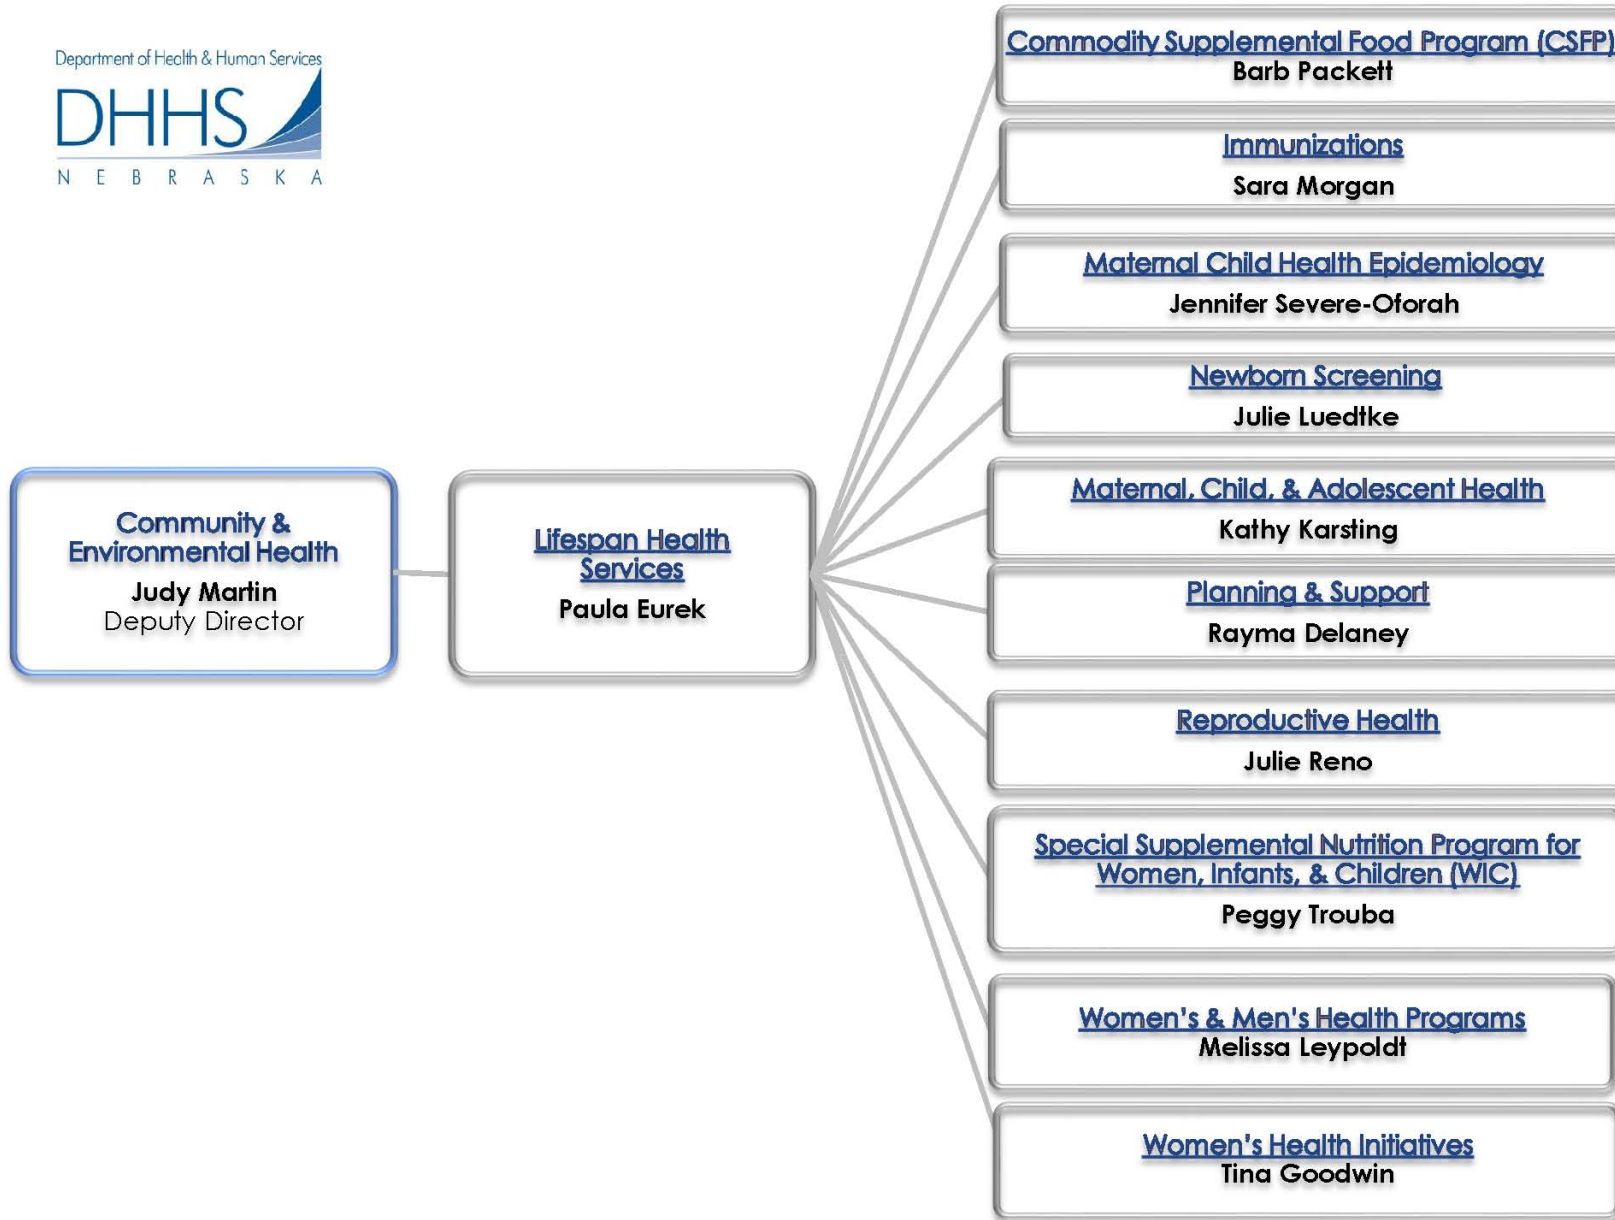 Department of Health & Human Services
DHHS
NEBRASKA
Community &
Environmental Health
Judy Martin
Deputy Director
Lifespan Health
Services
Paula Eurek
Commodity Supplemental Food Program (CSFP)
Barb Packett
Immunizations
Sara Morgan
Maternal Child Health Epidemiology
Jennifer Severe-Oforah
Newborn Screening
Julie Luedtke
Maternal, Child, & Adolescent Health
Kathy Karsting
Planning & Support
Rayma Delaney
Reproductive Health
Julie Reno
Special Supplemental Nutrition Program for
Women, Infants, & Children (WIC)
Peggy Trouba
Women's & Men's Health Programs
Melissa Leypoldt
Women's Health Initiatives
Tina Goodwin